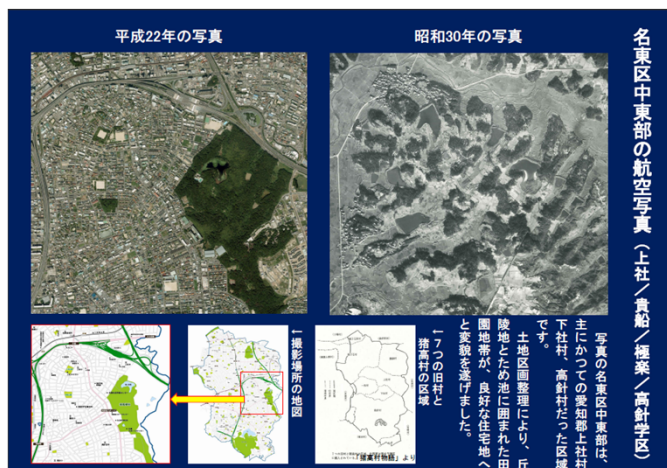 名東区中東部の航空写真（上社／貴船／極楽／高針学区）
昭和30年の写真
平成22年の写真
写真の名東区中東部は、
主にかつての愛知郡上社村、
下社村、高針村だった区域
です。
土地区画整理により、丘
陵地とため池に囲まれた田
園地帯が、良好な住宅地へ
と変貌を遂げました。
←７つの旧村と
猪高村の区域
「猪高村物語」より
←撮影場所の地図